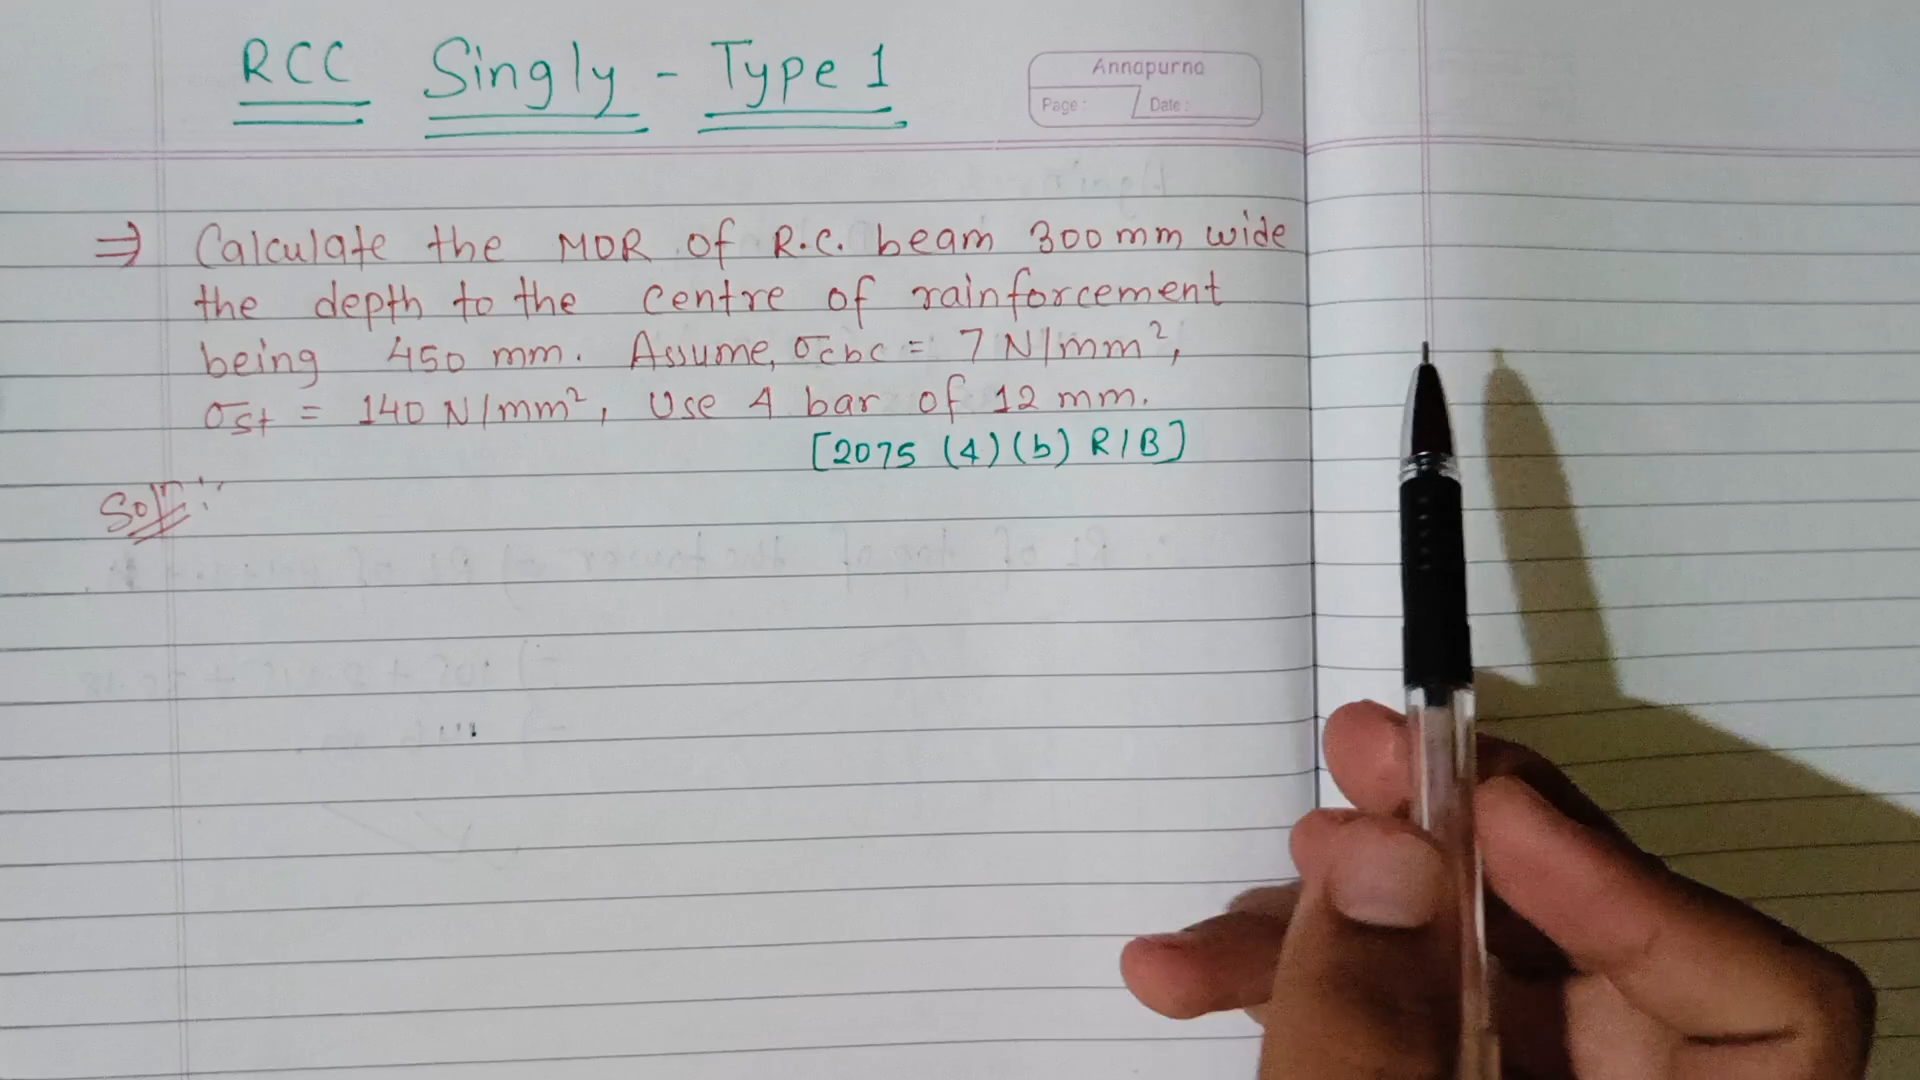 RCC Singly - Type 1
Annapurna
Page : Date :
⇒ Calculate the MOR of R.C. beam 300 mm wide
the depth to the centre of rainforcement
being 450 mm. Assume, σcbc = 7 N/mm²,
σst = 140 N/mm², Use 4 bar of 12 mm.
[2075 (4)(b) R/B]
Solⁿ: